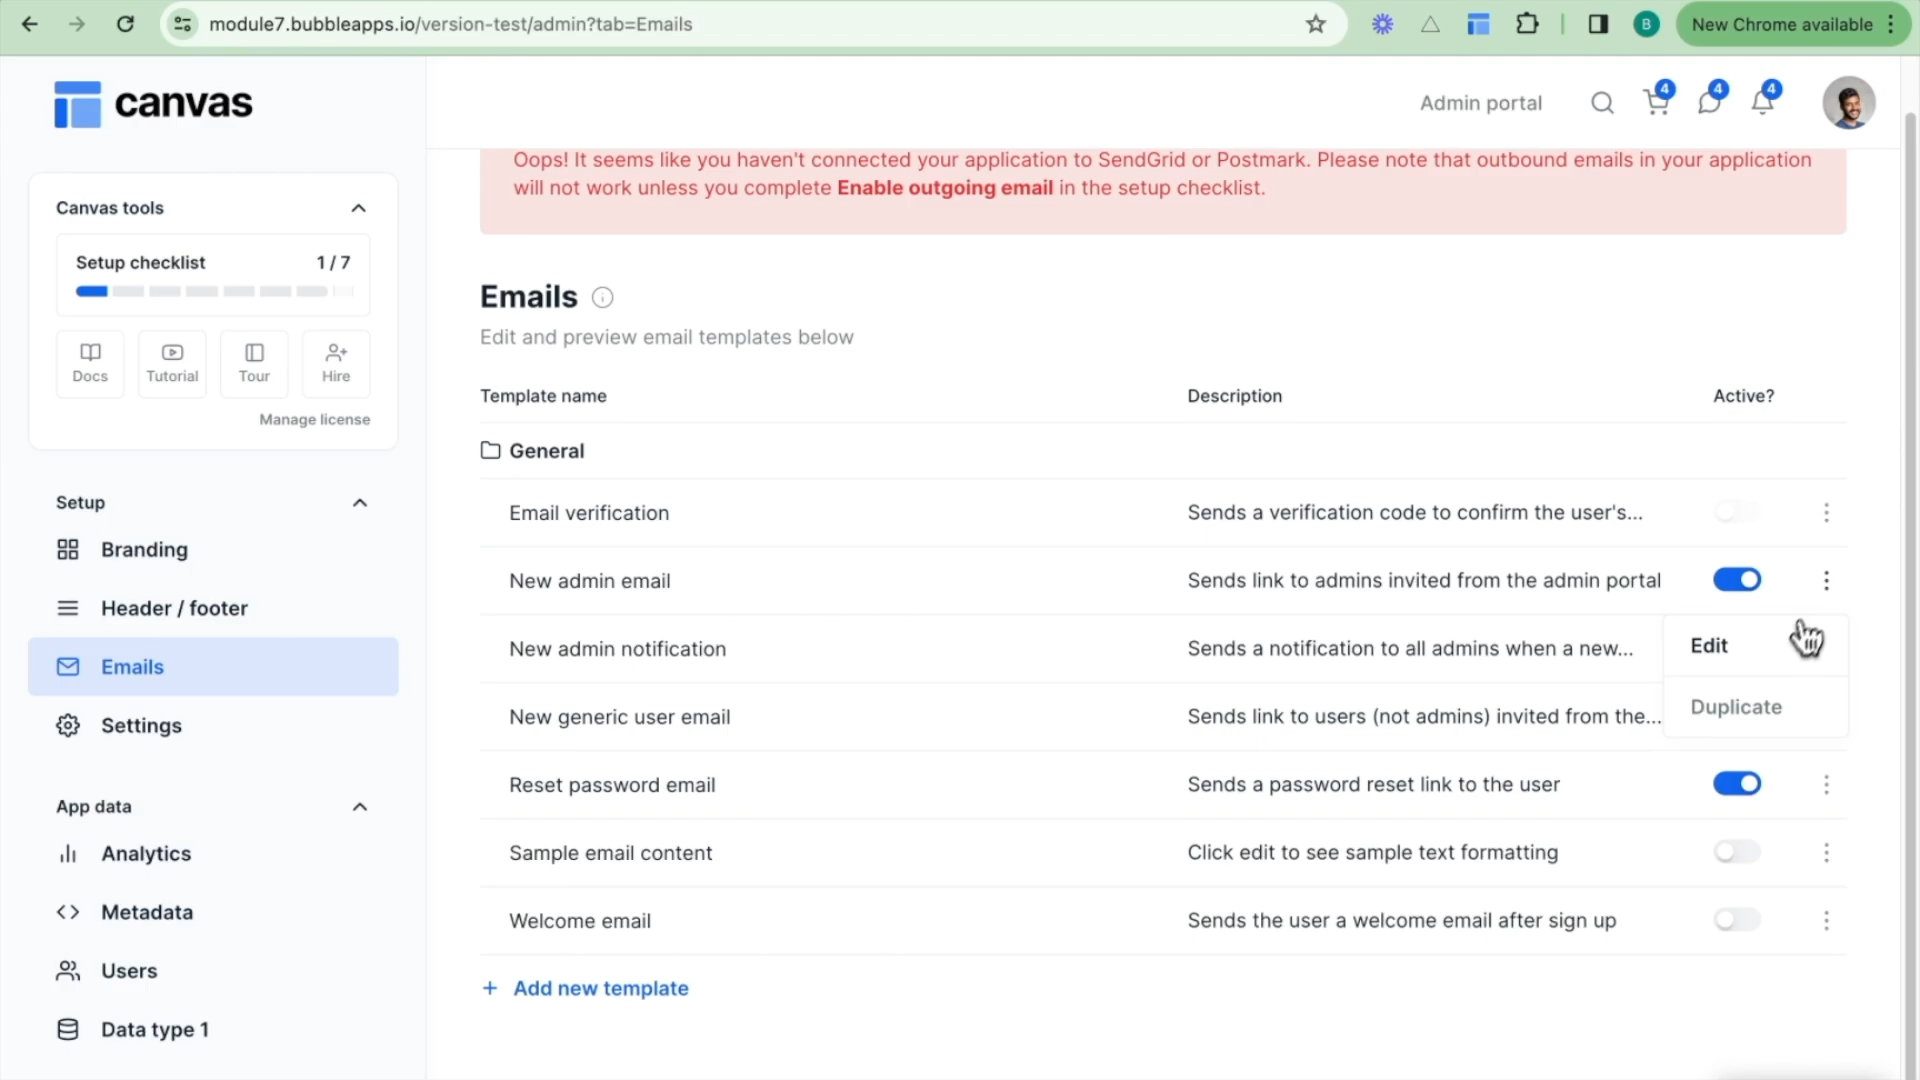 module7.bubbleapps.io/version-test/admin?tab=Emails
B
New Chrome available
canvas
Admin portal
4
4
4
Oops! It seems like you haven't connected your application to SendGrid or Postmark. Please note that outbound emails in your application
will not work unless you complete Enable outgoing email in the setup checklist.
Canvas tools
Setup checklist 1 / 7
Docs Tutorial Tour Hire
Manage license
Setup
Branding
Header / footer
Emails
Settings
App data
Analytics
Metadata
Users
Data type 1
Emails
Edit and preview email templates below
Template name Description Active?
General
Email verification Sends a verification code to confirm the user's...
New admin email Sends link to admins invited from the admin portal
New admin notification Sends a notification to all admins when a new...
New generic user email Sends link to users (not admins) invited from the...
Edit
Duplicate
Reset password email Sends a password reset link to the user
Sample email content Click edit to see sample text formatting
Welcome email Sends the user a welcome email after sign up
+ Add new template